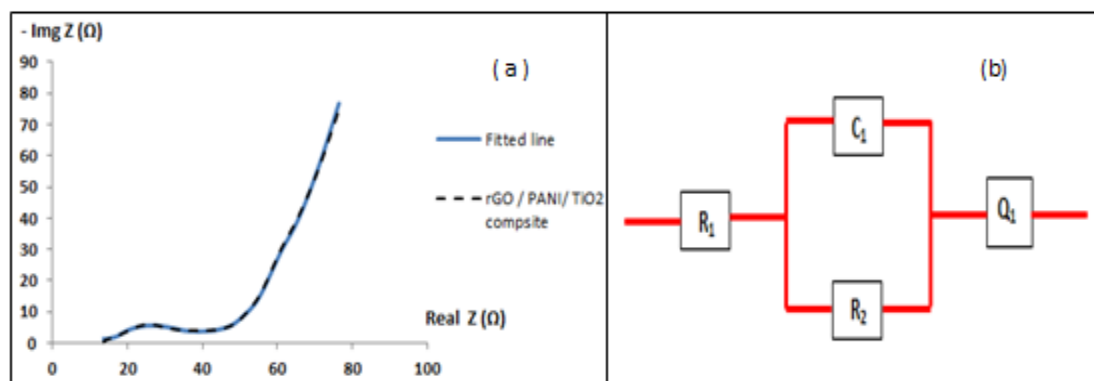 - Img Z (Ω)
( a )
90
80
70
60
50
40
30
20
10
0
0 20 40 60 80 100
Real Z (Ω)
Fitted line
rGO / PANI/ TiO2
compsite
(b)
C₁
R₁
Q₁
R₂